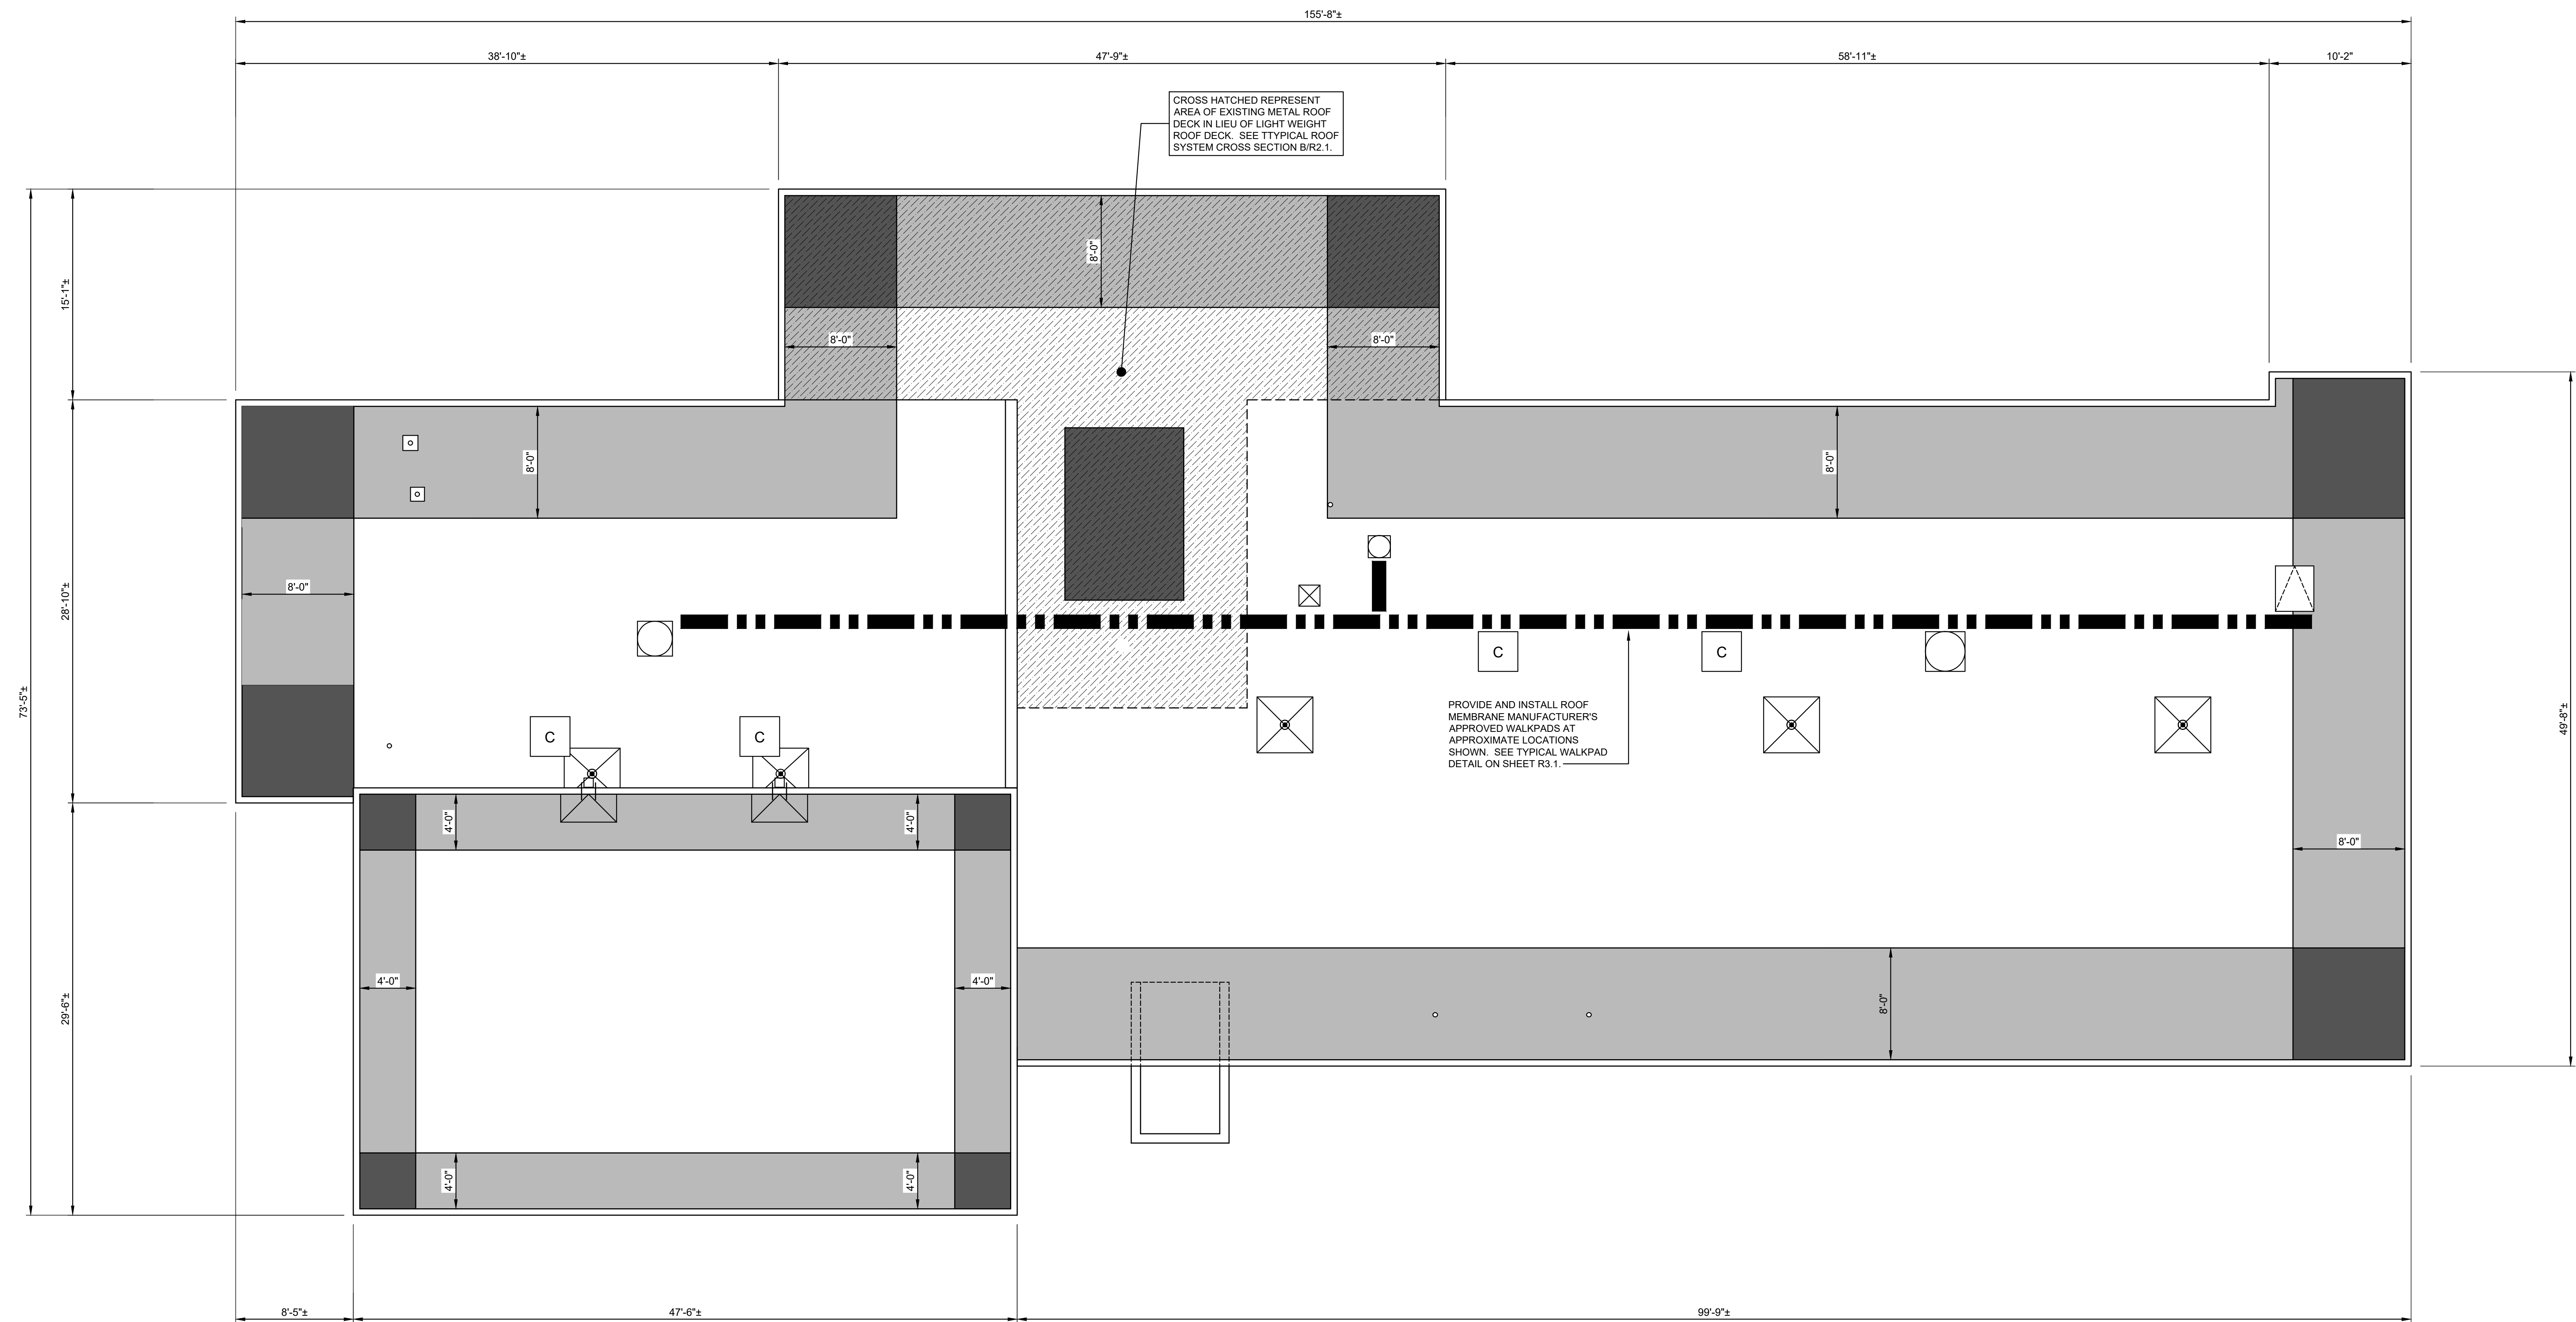 155'-8"±
38'-10"±
47'-9"±
58'-11"±
10'-2"
CROSS HATCHED REPRESENT
AREA OF EXISTING METAL ROOF
DECK IN LIEU OF LIGHT WEIGHT
ROOF DECK.  SEE TTYPICAL ROOF
SYSTEM CROSS SECTION B/R2.1.
8'-0"
15'-1"±
8'-0"
8'-0"
8'-0"
8'-0"
8'-0"
28'-10"±
C
C
73'-5"±
PROVIDE AND INSTALL ROOF
MEMBRANE MANUFACTURER'S
APPROVED WALKPADS AT
APPROXIMATE LOCATIONS
SHOWN.  SEE TYPICAL WALKPAD
DETAIL ON SHEET R3.1.
49'-8"±
C
C
4'-0"
4'-0"
8'-0"
4'-0"
4'-0"
8'-0"
29'-6"±
4'-0"
4'-0"
8'-5"±
47'-6"±
99'-9"±